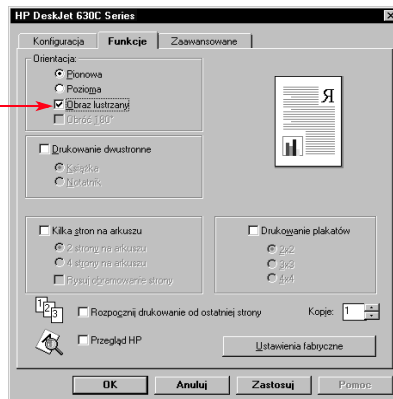 HP DeskJet 630C Series
Konfiguracja Funkcje Zaawansowane
Orientacja:
Pionowa
Pozioma
Obraz lustrzany
Obróć 180°
Drukowanie dwustronne
Książka
Notatnik
Kilka stron na arkuszu
2 strony na arkuszu
4 strony na arkuszu
Rysuj obramowanie strony
Drukowanie plakatów
2x2
3x3
4x4
Rozpocznij drukowanie od ostatniej strony
Kopie: 1
Przegląd HP
Ustawienia fabryczne
OK Anuluj Zastosuj Pomoc